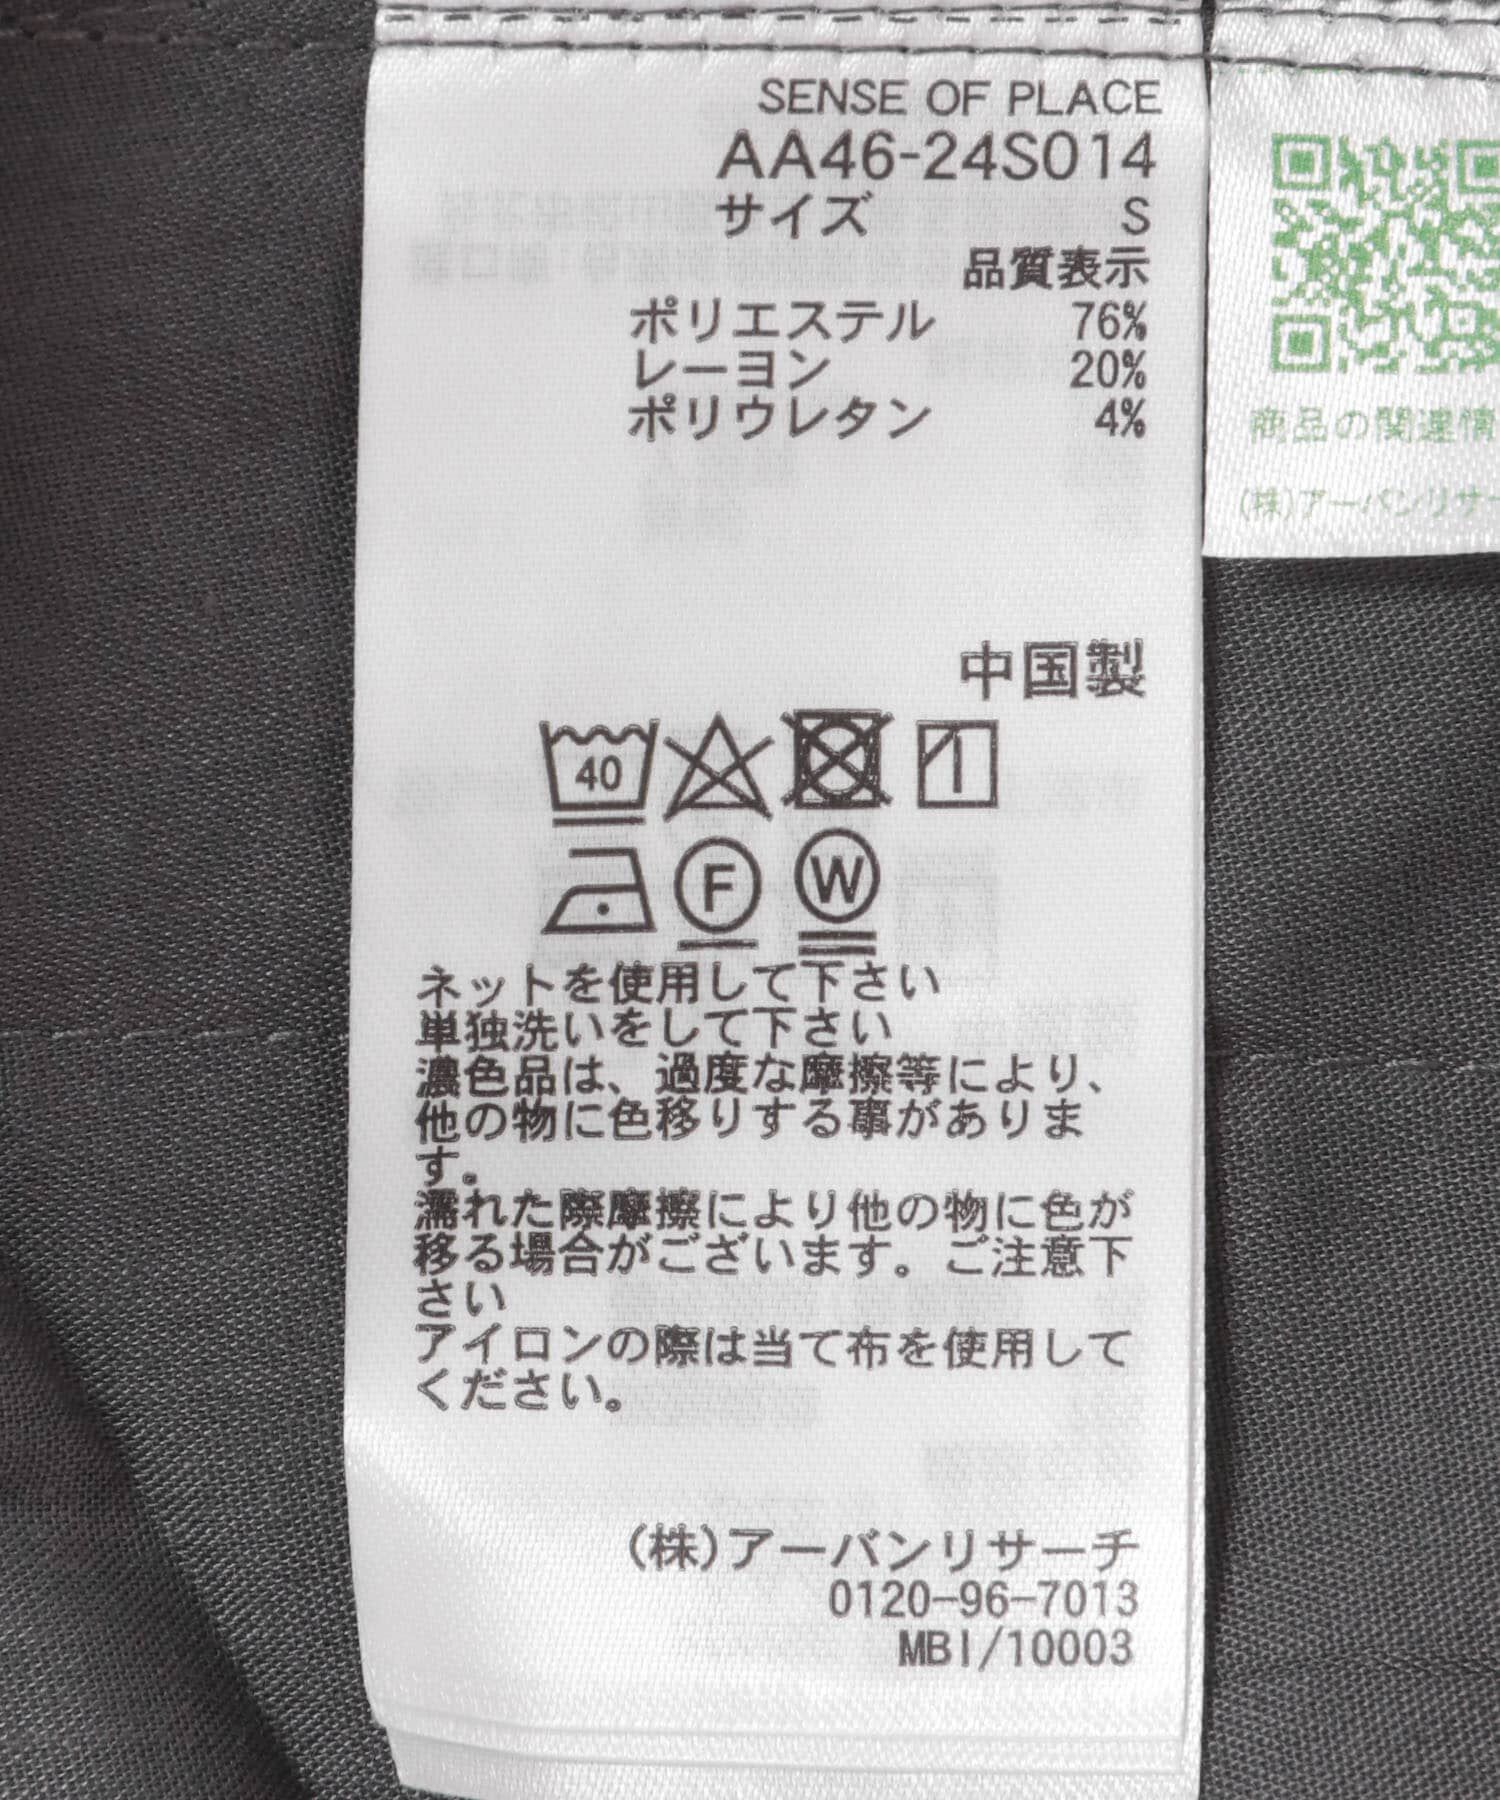 SENSE OF PLACE
AA46-24S014
サイズ S
品質表示
ポリエステル 76%
レーヨン 20%
ポリウレタン 4%
中国製
40
F W
ネットを使用して下さい
単独洗いをして下さい
濃色品は、過度な摩擦等により、
他の物に色移りする事がありま
す。
濡れた際摩擦により他の物に色が
移る場合がございます。ご注意下
さい
アイロンの際は当て布を使用して
ください。
(株)アーバンリサーチ
0120-96-7013
MBI/10003
商品の関連情
(株)アーバンリサー